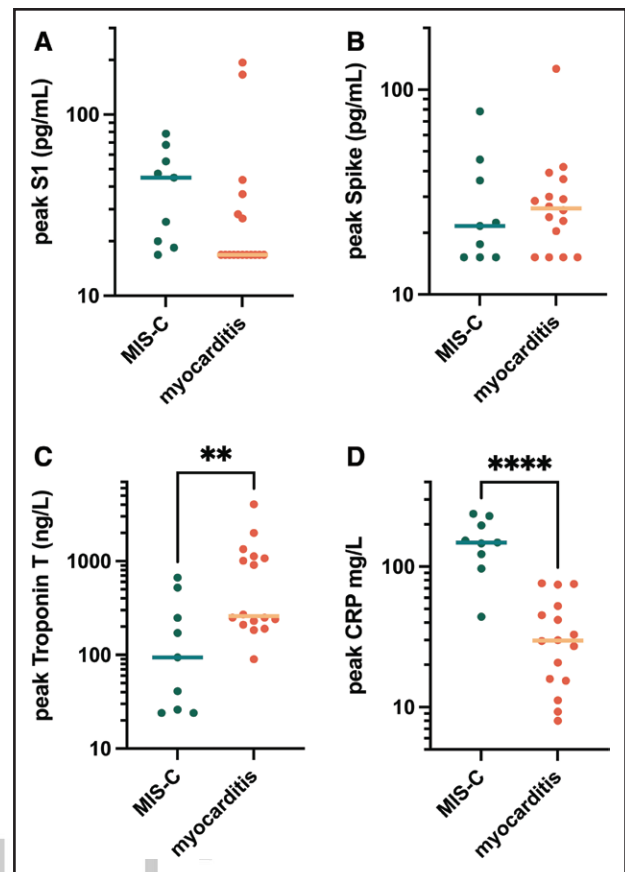 A
peak S1 (pg/mL)
100
10
MIS-C
myocarditis
B
peak Spike (pg/mL)
100
10
MIS-C
myocarditis
C
**
peak Troponin T (ng/L)
1000
100
10
MIS-C
myocarditis
D
****
peak CRP mg/L
100
10
MIS-C
myocarditis